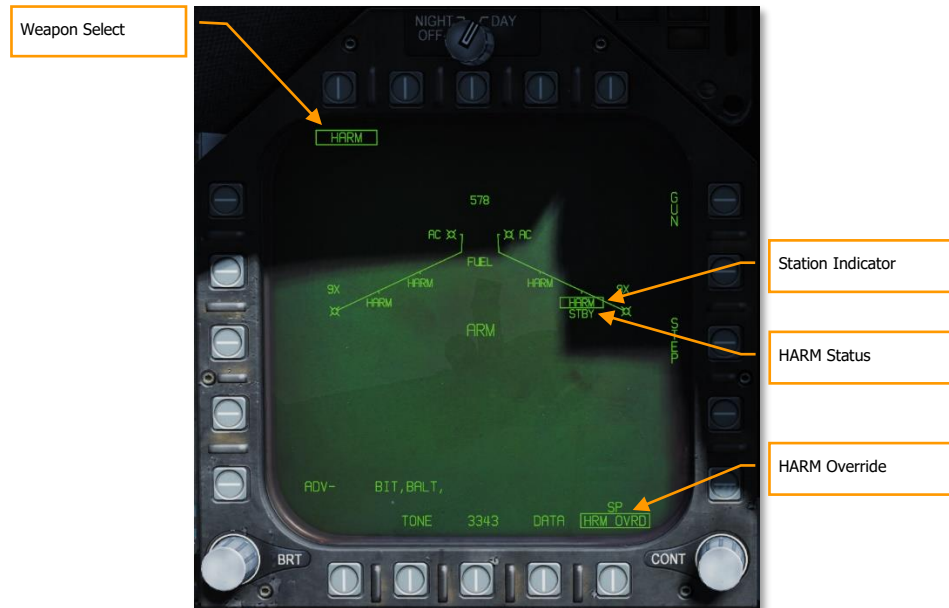 Weapon Select
NIGHT DAY
OFF
HARM
578
GUN
AC AC
FUEL
9X HARM HARM 9X
HARM HARM
STBY
Station Indicator
ARM
STEP
HARM Status
HARM Override
ADV- BIT,BALT,
SP
TONE 3343 DATA HRM OVRD
BRT CONT